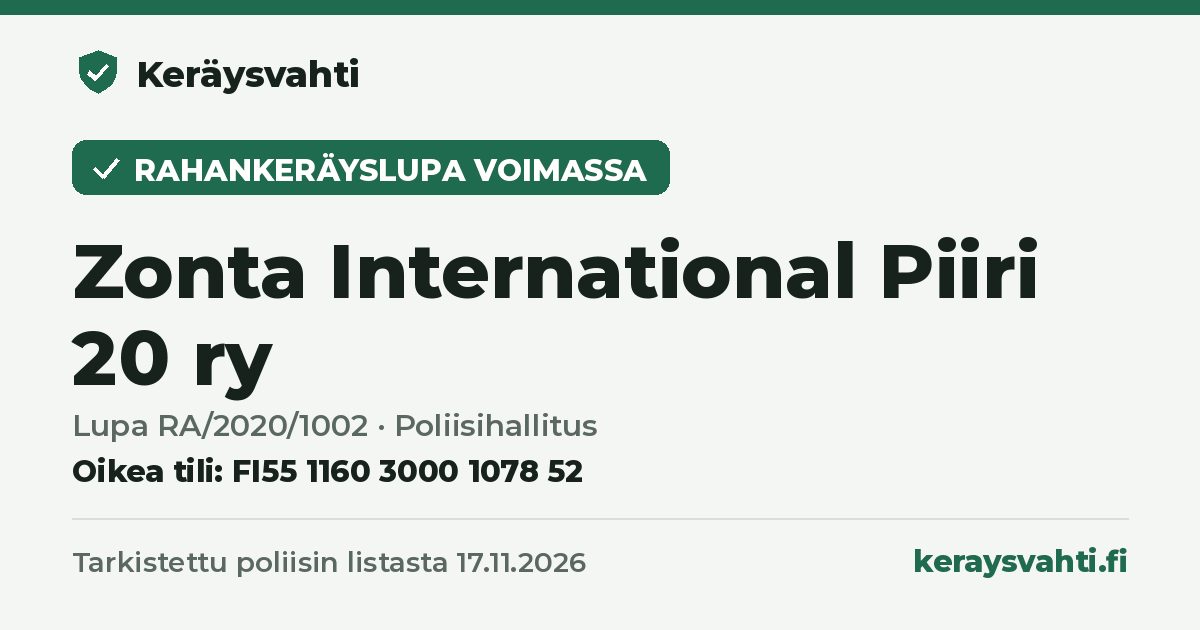 Keräysvahti
RAHANKERÄYSLUPA VOIMASSA
Zonta International Piiri
20 ry
Lupa RA/2020/1002 · Poliisihallitus
Oikea tili: FI55 1160 3000 1078 52
Tarkistettu poliisin listasta 17.11.2026
keraysvahti.fi